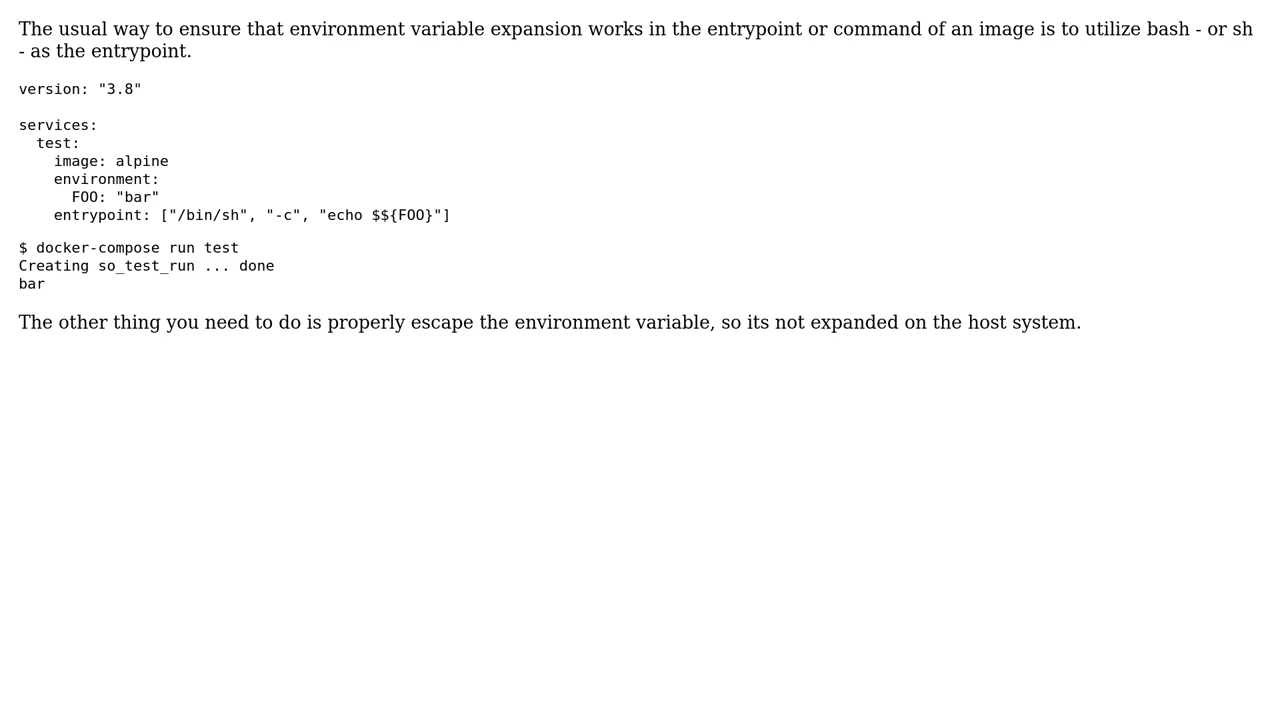 The usual way to ensure that environment variable expansion works in the entrypoint or command of an image is to utilize bash - or sh
- as the entrypoint.
version: "3.8"
services:
  test:
    image: alpine
    environment:
      FOO: "bar"
    entrypoint: ["/bin/sh", "-c", "echo $${FOO}"]
$ docker-compose run test
Creating so_test_run ... done
bar
The other thing you need to do is properly escape the environment variable, so its not expanded on the host system.